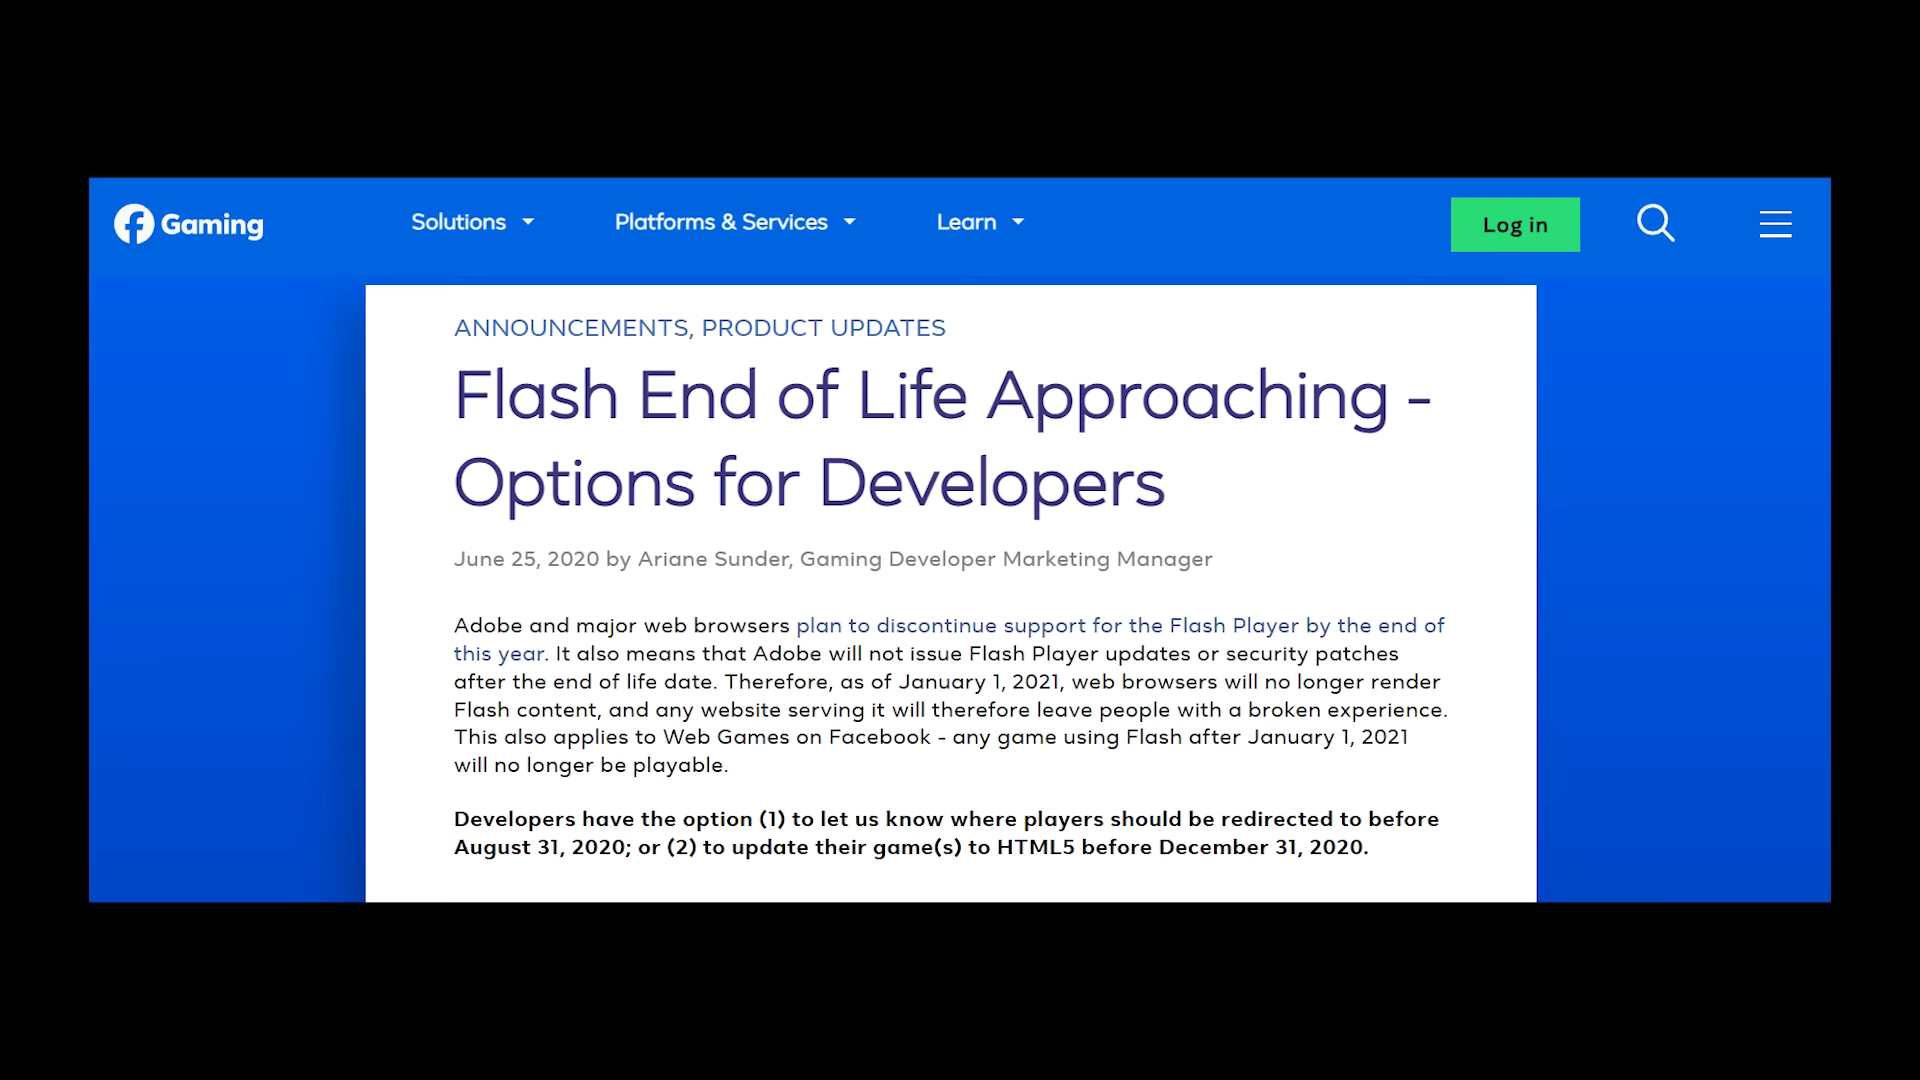 Gaming
Solutions
Platforms & Services
Learn
Log in
ANNOUNCEMENTS, PRODUCT UPDATES
Flash End of Life Approaching -
Options for Developers
June 25, 2020 by Ariane Sunder, Gaming Developer Marketing Manager
Adobe and major web browsers plan to discontinue support for the Flash Player by the end of
this year. It also means that Adobe will not issue Flash Player updates or security patches
after the end of life date. Therefore, as of January 1, 2021, web browsers will no longer render
Flash content, and any website serving it will therefore leave people with a broken experience.
This also applies to Web Games on Facebook - any game using Flash after January 1, 2021
will no longer be playable.
Developers have the option (1) to let us know where players should be redirected to before
August 31, 2020; or (2) to update their game(s) to HTML5 before December 31, 2020.